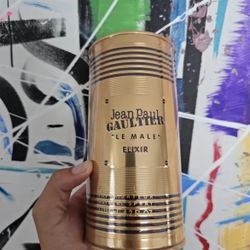 Jean Paul
GAULTIER
"LE MALE"
ELIXIR